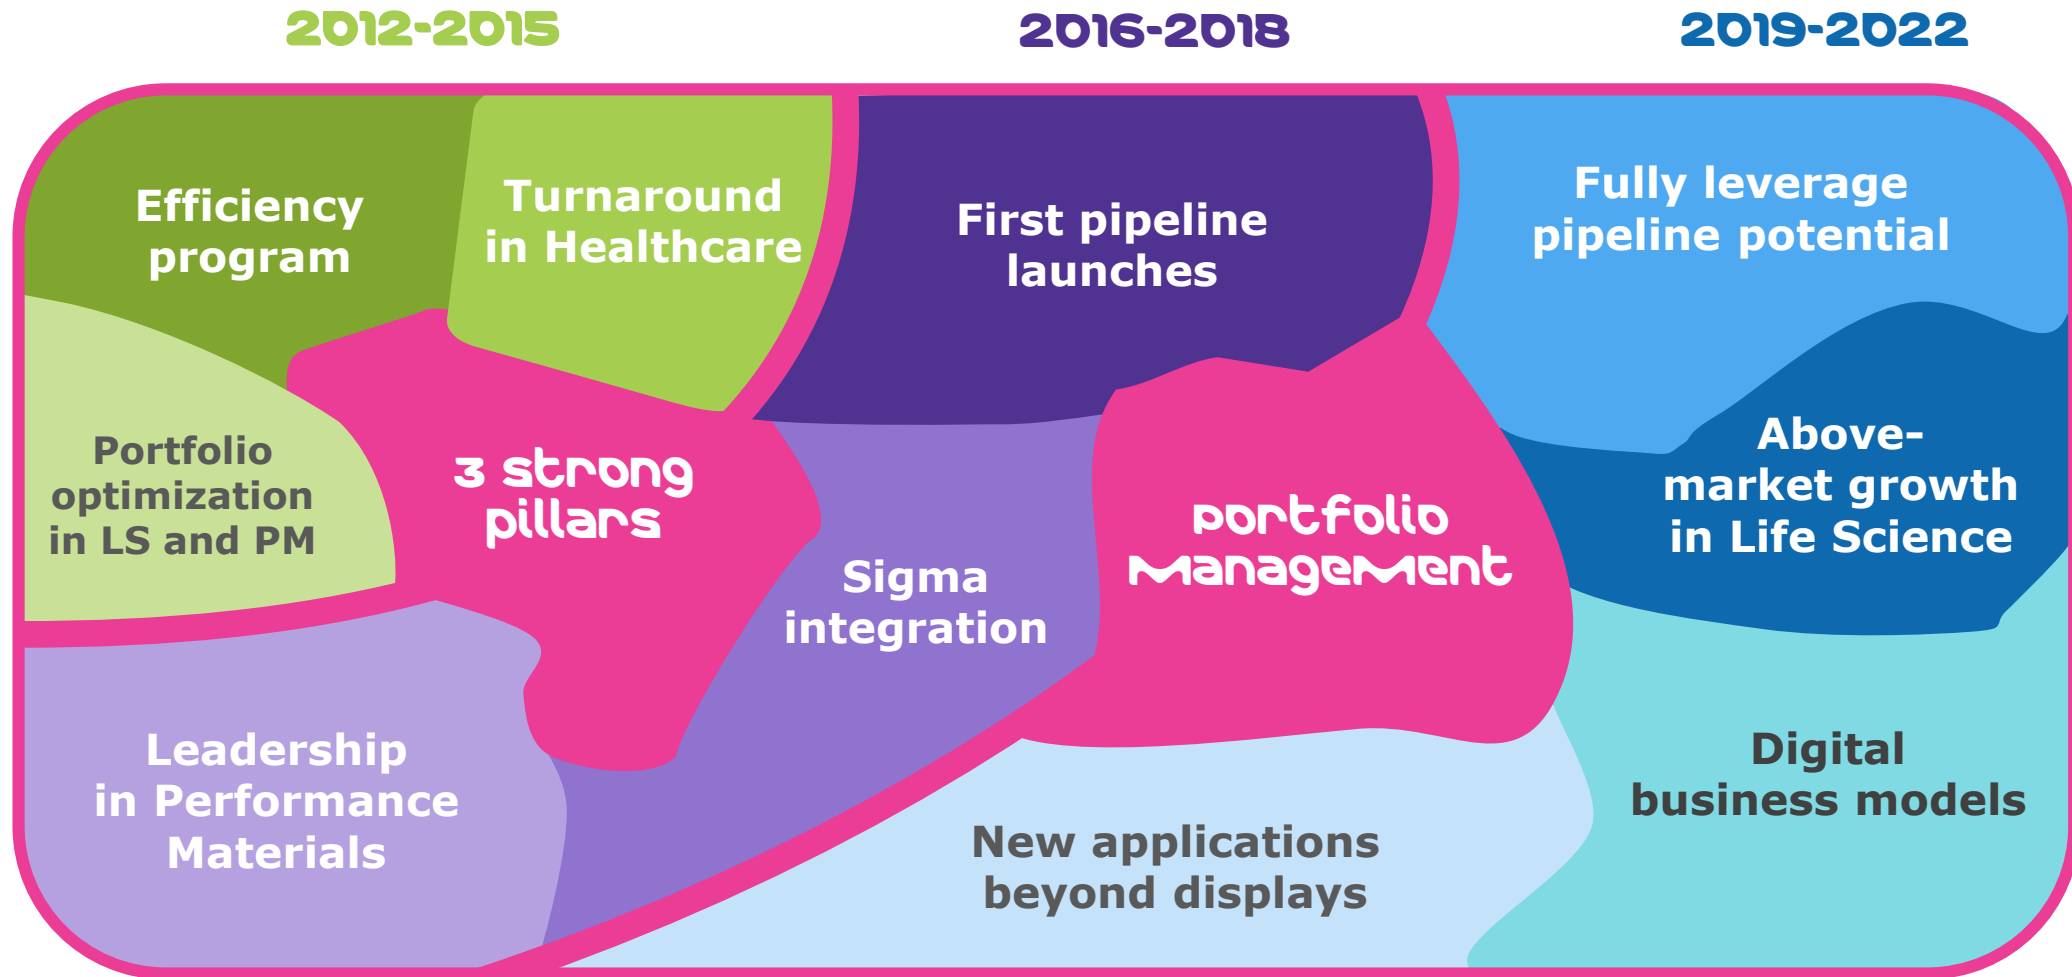 2012-2015
2016-2018
2019-2022
Efficiency
program
Turnaround
in Healthcare
First pipeline
launches
Fully leverage
pipeline potential
Portfolio
optimization
in LS and PM
3 strong
pillars
Sigma
integration
portfolio
management
Above-
market growth
in Life Science
Leadership
in Performance
Materials
New applications
beyond displays
Digital
business models